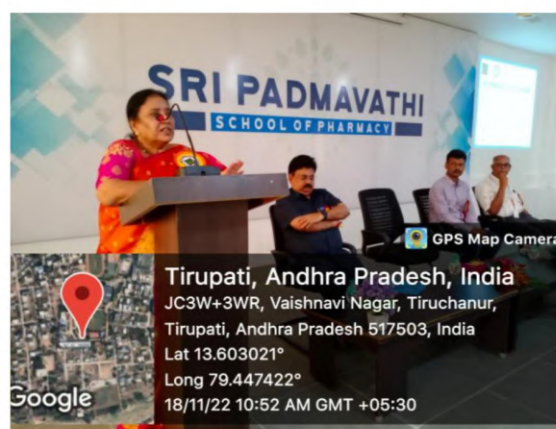 SRI PADMAVATHI
SCHOOL OF PHARMACY
GPS Map Camera
Tirupati, Andhra Pradesh, India
JC3W+3WR, Vaishnavi Nagar, Tiruchanur,
Tirupati, Andhra Pradesh 517503, India
Lat 13.603021°
Long 79.447422°
18/11/22 10:52 AM GMT +05:30
Google